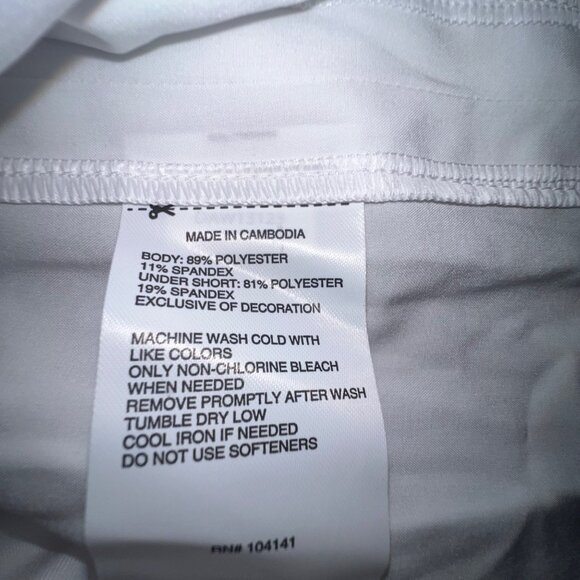 MADE IN CAMBODIA
BODY: 89% POLYESTER
11% SPANDEX
UNDER SHORT: 81% POLYESTER
19% SPANDEX
EXCLUSIVE OF DECORATION
MACHINE WASH COLD WITH
LIKE COLORS
ONLY NON-CHLORINE BLEACH
WHEN NEEDED
REMOVE PROMPTLY AFTER WASH
TUMBLE DRY LOW
COOL IRON IF NEEDED
DO NOT USE SOFTENERS
RN# 104141